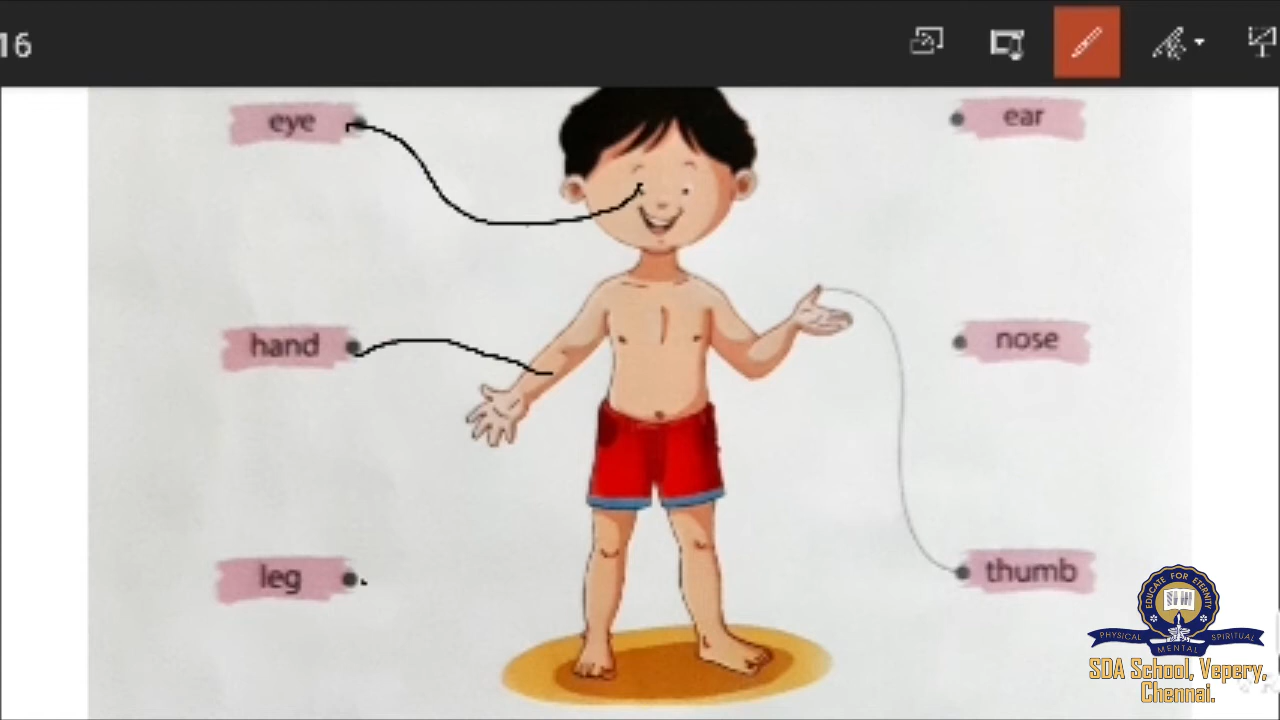 16
eye
ear
hand
nose
leg
thumb
EDUCATE FOR ETERNITY
PHYSICAL
MENTAL
SPIRITUAL
SDA School, Vepery,
Chennai.